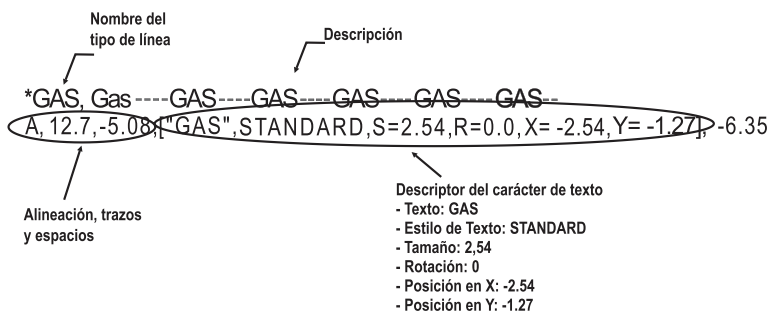 Nombre del
tipo de línea
Descripción
*GAS, Gas ----GAS----GAS----GAS----GAS----GAS--
A, 12.7,-5.08,["GAS",STANDARD,S=2.54,R=0.0,X= -2.54,Y= -1.27], -6.35
Alineación, trazos
y espacios
Descriptor del carácter de texto
- Texto: GAS
- Estilo de Texto: STANDARD
- Tamaño: 2,54
- Rotación: 0
- Posición en X: -2.54
- Posición en Y: -1.27